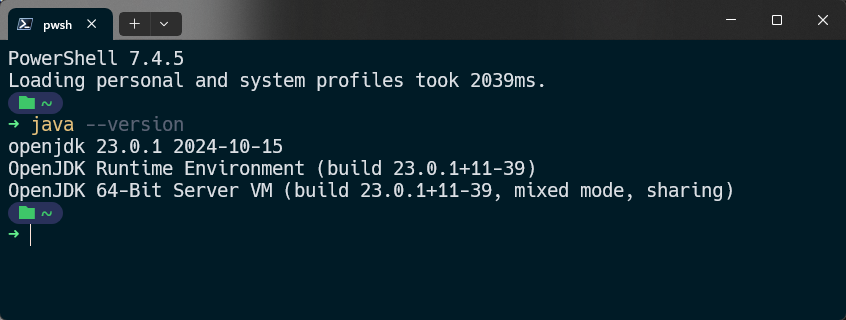 pwsh
PowerShell 7.4.5
Loading personal and system profiles took 2039ms.
~
➜ java --version
openjdk 23.0.1 2024-10-15
OpenJDK Runtime Environment (build 23.0.1+11-39)
OpenJDK 64-Bit Server VM (build 23.0.1+11-39, mixed mode, sharing)
~
➜